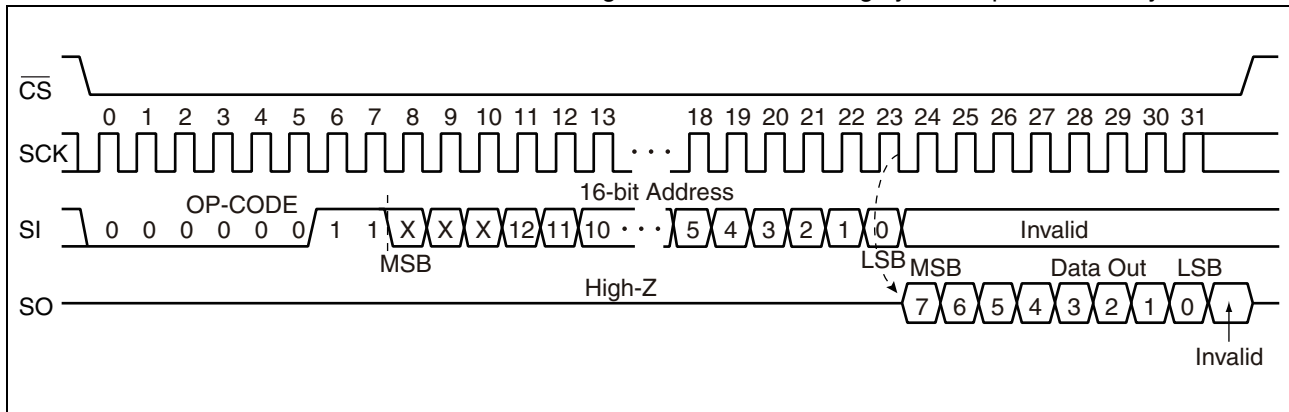 CS
0 1 2 3 4 5 6 7 8 9 10 11 12 13 18 19 20 21 22 23 24 25 26 27 28 29 30 31
SCK
· · ·
16-bit Address
OP-CODE
SI 0 0 0 0 0 0 1 1 X X X 12 11 10 · · · 5 4 3 2 1 0 Invalid
MSB LSB MSB Data Out LSB
High-Z
SO 7 6 5 4 3 2 1 0
Invalid